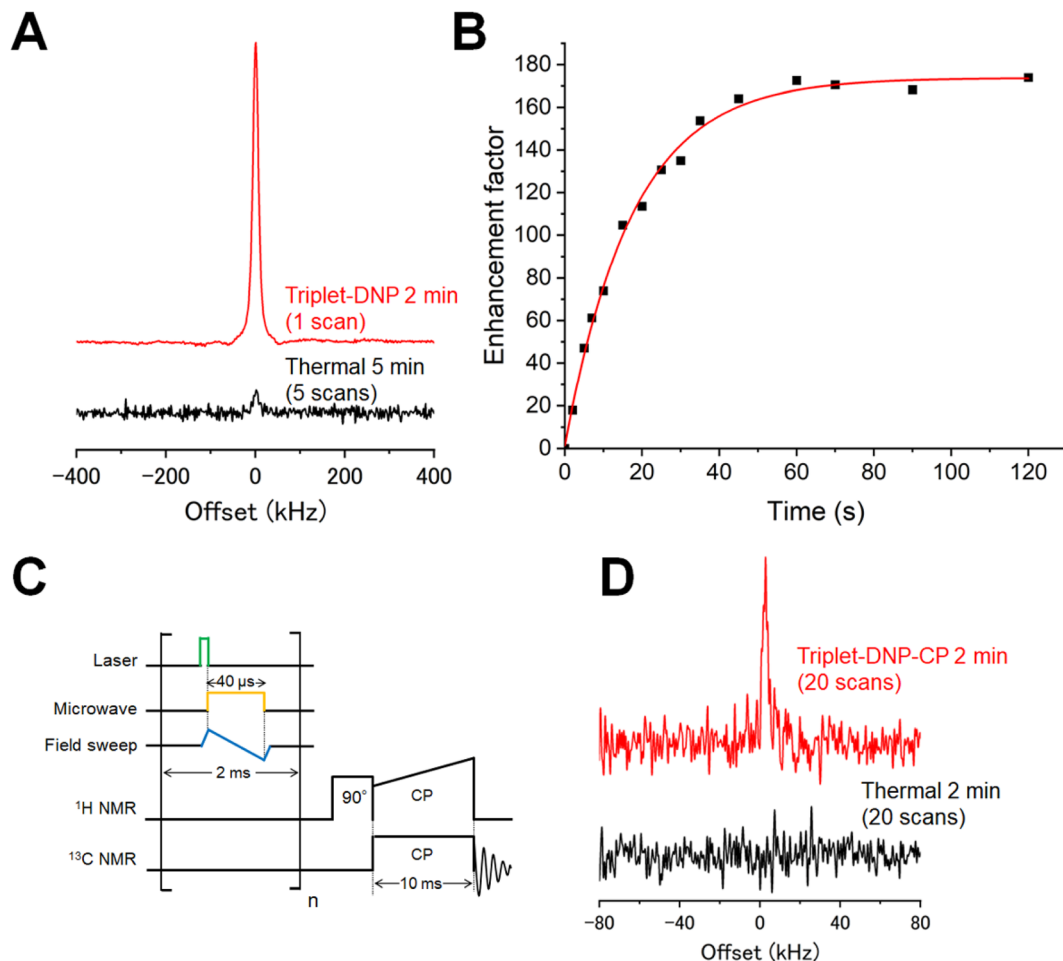 A
Triplet-DNP 2 min
(1 scan)
Thermal 5 min
(5 scans)
−400
−200
0
200
400
Offset (kHz)
B
Enhancement factor
180
160
140
120
100
80
60
40
20
0
0
20
40
60
80
100
120
Time (s)
C
Laser
40 μs
Microwave
Field sweep
2 ms
¹H NMR
90°
CP
¹³C NMR
CP
10 ms
n
D
Triplet-DNP-CP 2 min
(20 scans)
Thermal 2 min
(20 scans)
−80
−40
0
40
80
Offset (kHz)